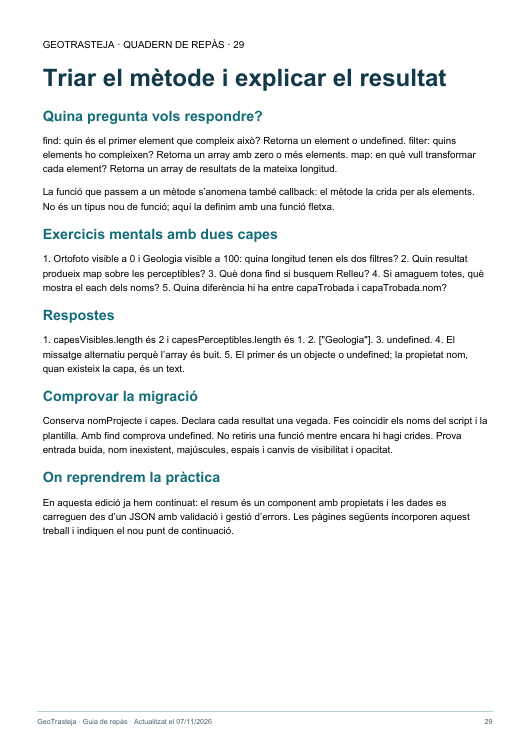 GEOTRASTEJA · QUADERN DE REPÀS · 29
Triar el mètode i explicar el resultat
Quina pregunta vols respondre?
find: quin és el primer element que compleix això? Retorna un element o undefined. filter: quins
elements ho compleixen? Retorna un array amb zero o més elements. map: en què vull transformar
cada element? Retorna un array de resultats de la mateixa longitud.
La funció que passem a un mètode s’anomena també callback: el mètode la crida per als elements.
No és un tipus nou de funció; aquí la definim amb una funció fletxa.
Exercicis mentals amb dues capes
1. Ortofoto visible a 0 i Geologia visible a 100: quina longitud tenen els dos filtres? 2. Quin resultat
produeix map sobre les perceptibles? 3. Què dona find si busquem Relleu? 4. Si amaguem totes, què
mostra el each dels noms? 5. Quina diferència hi ha entre capaTrobada i capaTrobada.nom?
Respostes
1. capesVisibles.length és 2 i capesPerceptibles.length és 1. 2. ["Geologia"]. 3. undefined. 4. El
missatge alternatiu perquè l’array és buit. 5. El primer és un objecte o undefined; la propietat nom,
quan existeix la capa, és un text.
Comprovar la migració
Conserva nomProjecte i capes. Declara cada resultat una vegada. Fes coincidir els noms del script i la
plantilla. Amb find comprova undefined. No retiris una funció mentre encara hi hagi crides. Prova
entrada buida, nom inexistent, majúscules, espais i canvis de visibilitat i opacitat.
On reprendrem la pràctica
En aquesta edició ja hem continuat: el resum és un component amb propietats i les dades es
carreguen des d’un JSON amb validació i gestió d’errors. Les pàgines següents incorporen aquest
treball i indiquen el nou punt de continuació.
GeoTrasteja · Guia de repàs · Actualitzat el 07/11/2026
29